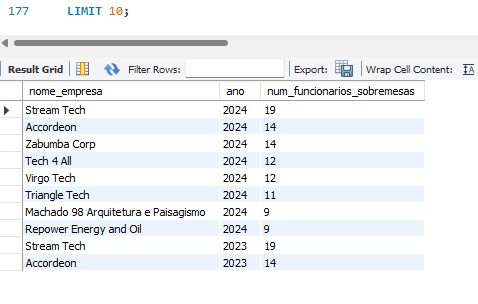 177 LIMIT 10;
Result Grid Filter Rows: Export: Wrap Cell Content:
nome_empresa ano num_funcionarios_sobremesas
Stream Tech 2024 19
Accordeon 2024 14
Zabumba Corp 2024 14
Tech 4 All 2024 12
Virgo Tech 2024 12
Triangle Tech 2024 11
Machado 98 Arquitetura e Paisagismo 2024 9
Repower Energy and Oil 2024 9
Stream Tech 2023 19
Accordeon 2023 14